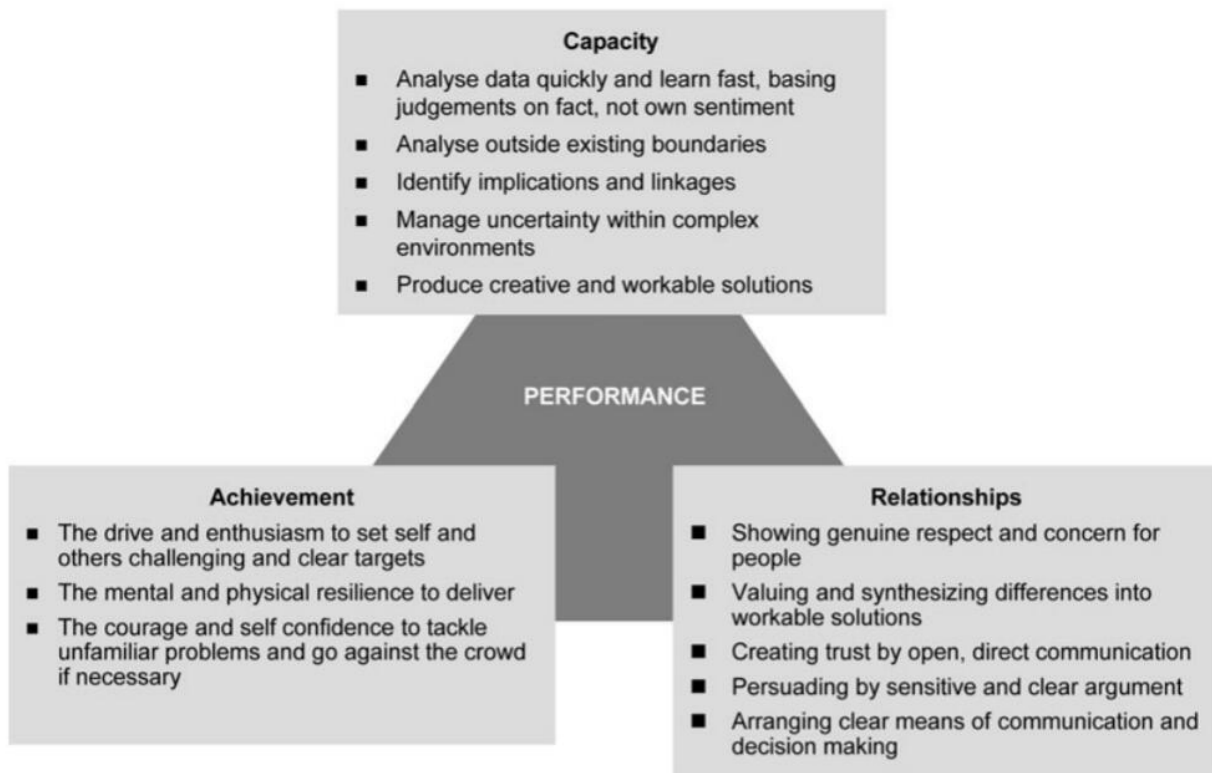 Capacity
■ Analyse data quickly and learn fast, basing
judgements on fact, not own sentiment
■ Analyse outside existing boundaries
■ Identify implications and linkages
■ Manage uncertainty within complex
environments
■ Produce creative and workable solutions
PERFORMANCE
Achievement
■ The drive and enthusiasm to set self and
others challenging and clear targets
■ The mental and physical resilience to deliver
■ The courage and self confidence to tackle
unfamiliar problems and go against the crowd
if necessary
Relationships
■ Showing genuine respect and concern for
people
■ Valuing and synthesizing differences into
workable solutions
■ Creating trust by open, direct communication
■ Persuading by sensitive and clear argument
■ Arranging clear means of communication and
decision making